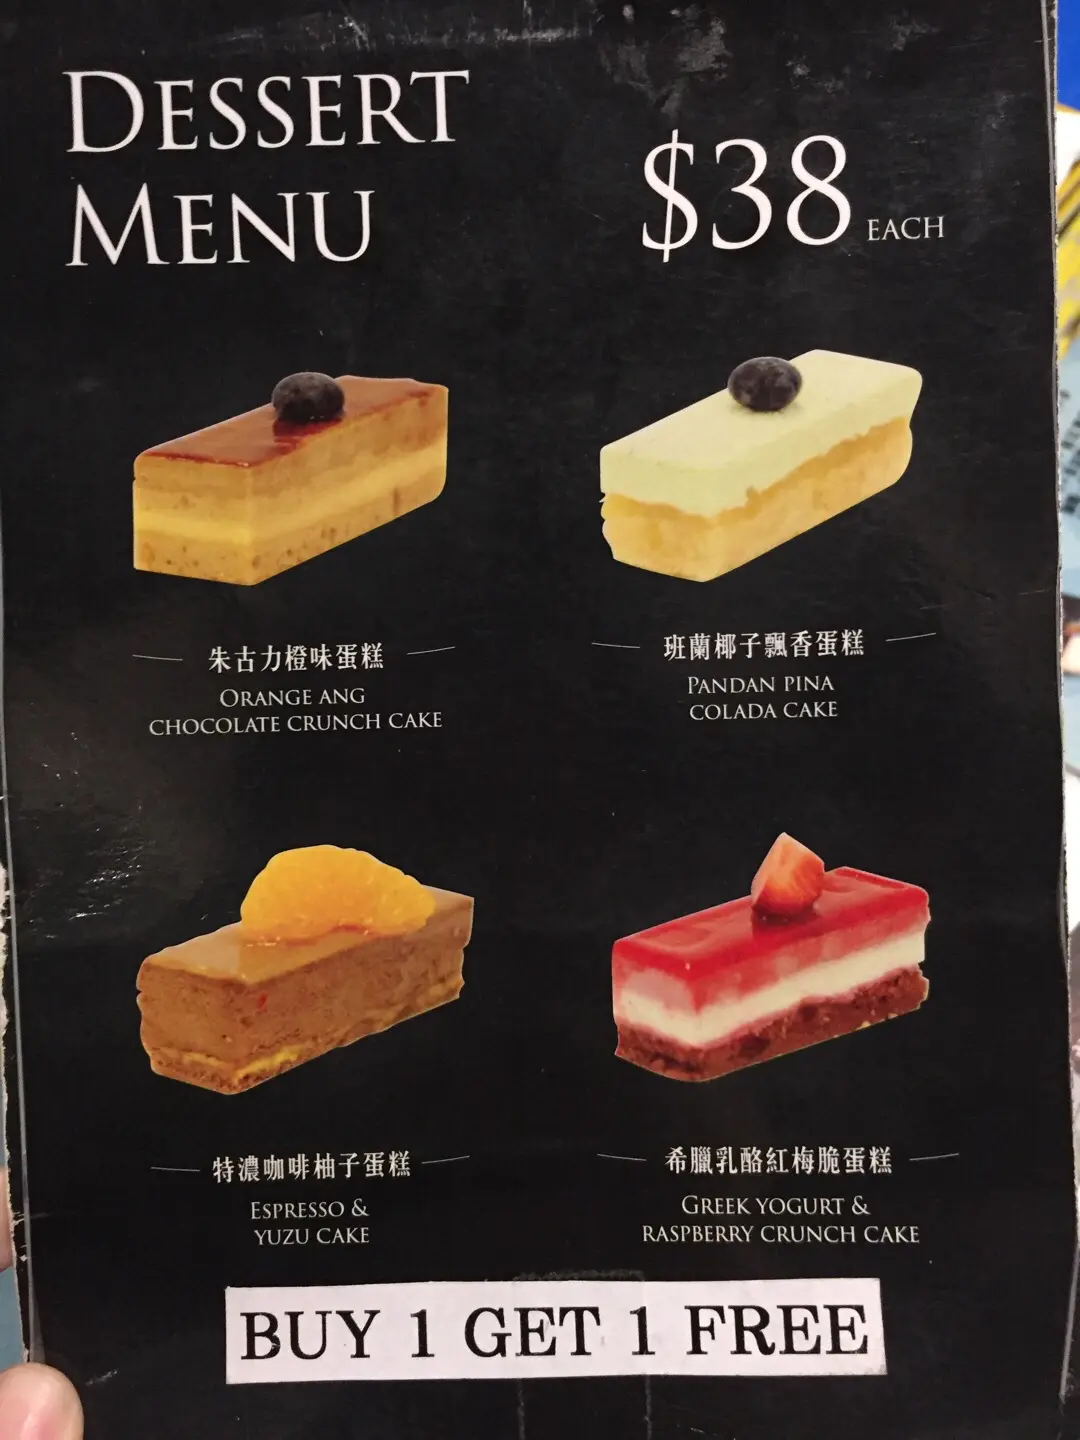 DESSERT
MENU
$38 EACH
朱古力橙味蛋糕
ORANGE ANG
CHOCOLATE CRUNCH CAKE
班蘭椰子飄香蛋糕
PANDAN PINA
COLADA CAKE
特濃咖啡柚子蛋糕
ESPRESSO &
YUZU CAKE
希臘乳酪紅梅脆蛋糕
GREEK YOGURT &
RASPBERRY CRUNCH CAKE
BUY 1 GET 1 FREE